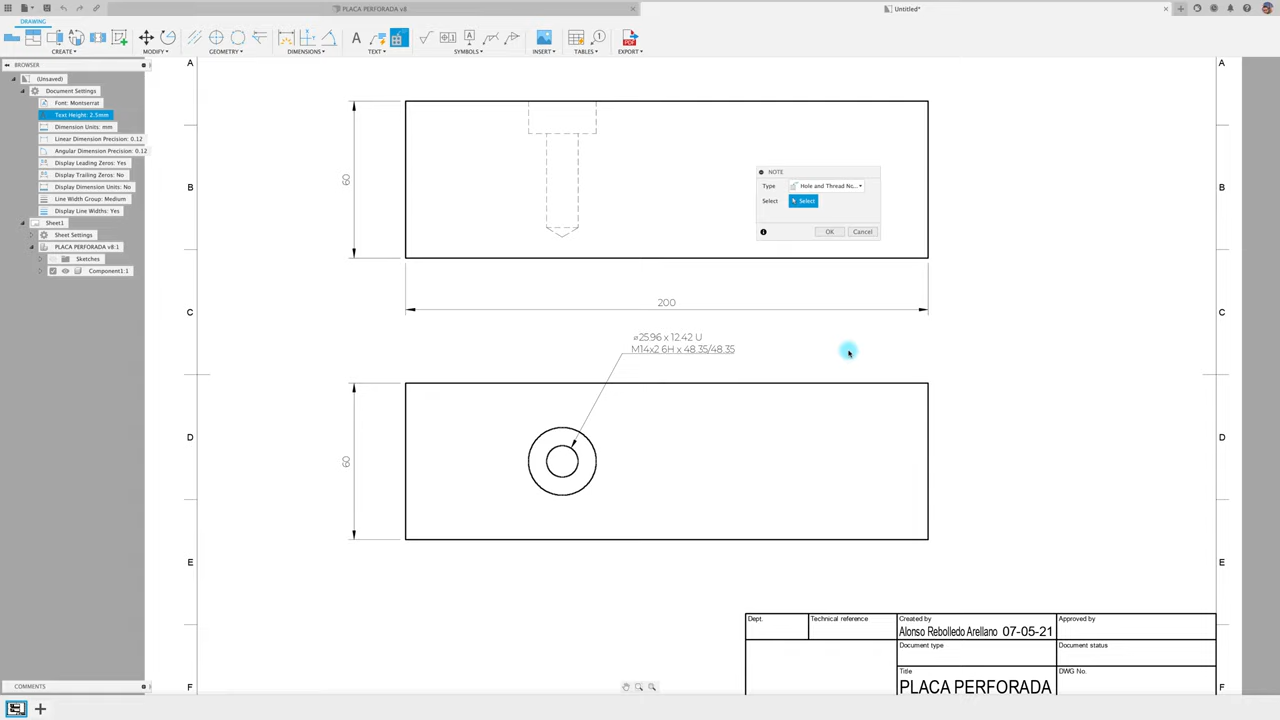 PLACA PERFORADA v8
Untitled*
DRAWING
CREATE
MODIFY
GEOMETRY
DIMENSIONS
TEXT
SYMBOLS
INSERT
TABLES
EXPORT
BROWSER
(Unsaved)
Document Settings
Font: Montserrat
Text Height: 2.5mm
Dimension Units: mm
Linear Dimension Precision: 0.12
Angular Dimension Precision: 0.12
Display Leading Zeros: Yes
Display Trailing Zeros: No
Display Dimension Units: No
Line Width Group: Medium
Display Line Widths: Yes
Sheet1
Sheet Settings
PLACA PERFORADA v8:1
Sketches
Component1:1
A
A
B
B
C
C
D
D
E
E
F
F
60
NOTE
Type
Hole and Thread No...
Select
Select
OK
Cancel
200
⌀25.96 x 12.42 U
M14x2 6H x 48.35/48.35
60
Dept.
Technical reference
Created by
Alonso Rebolledo Arellano 07-05-21
Approved by
Document type
Document status
Title
PLACA PERFORADA
DWG No.
COMMENTS